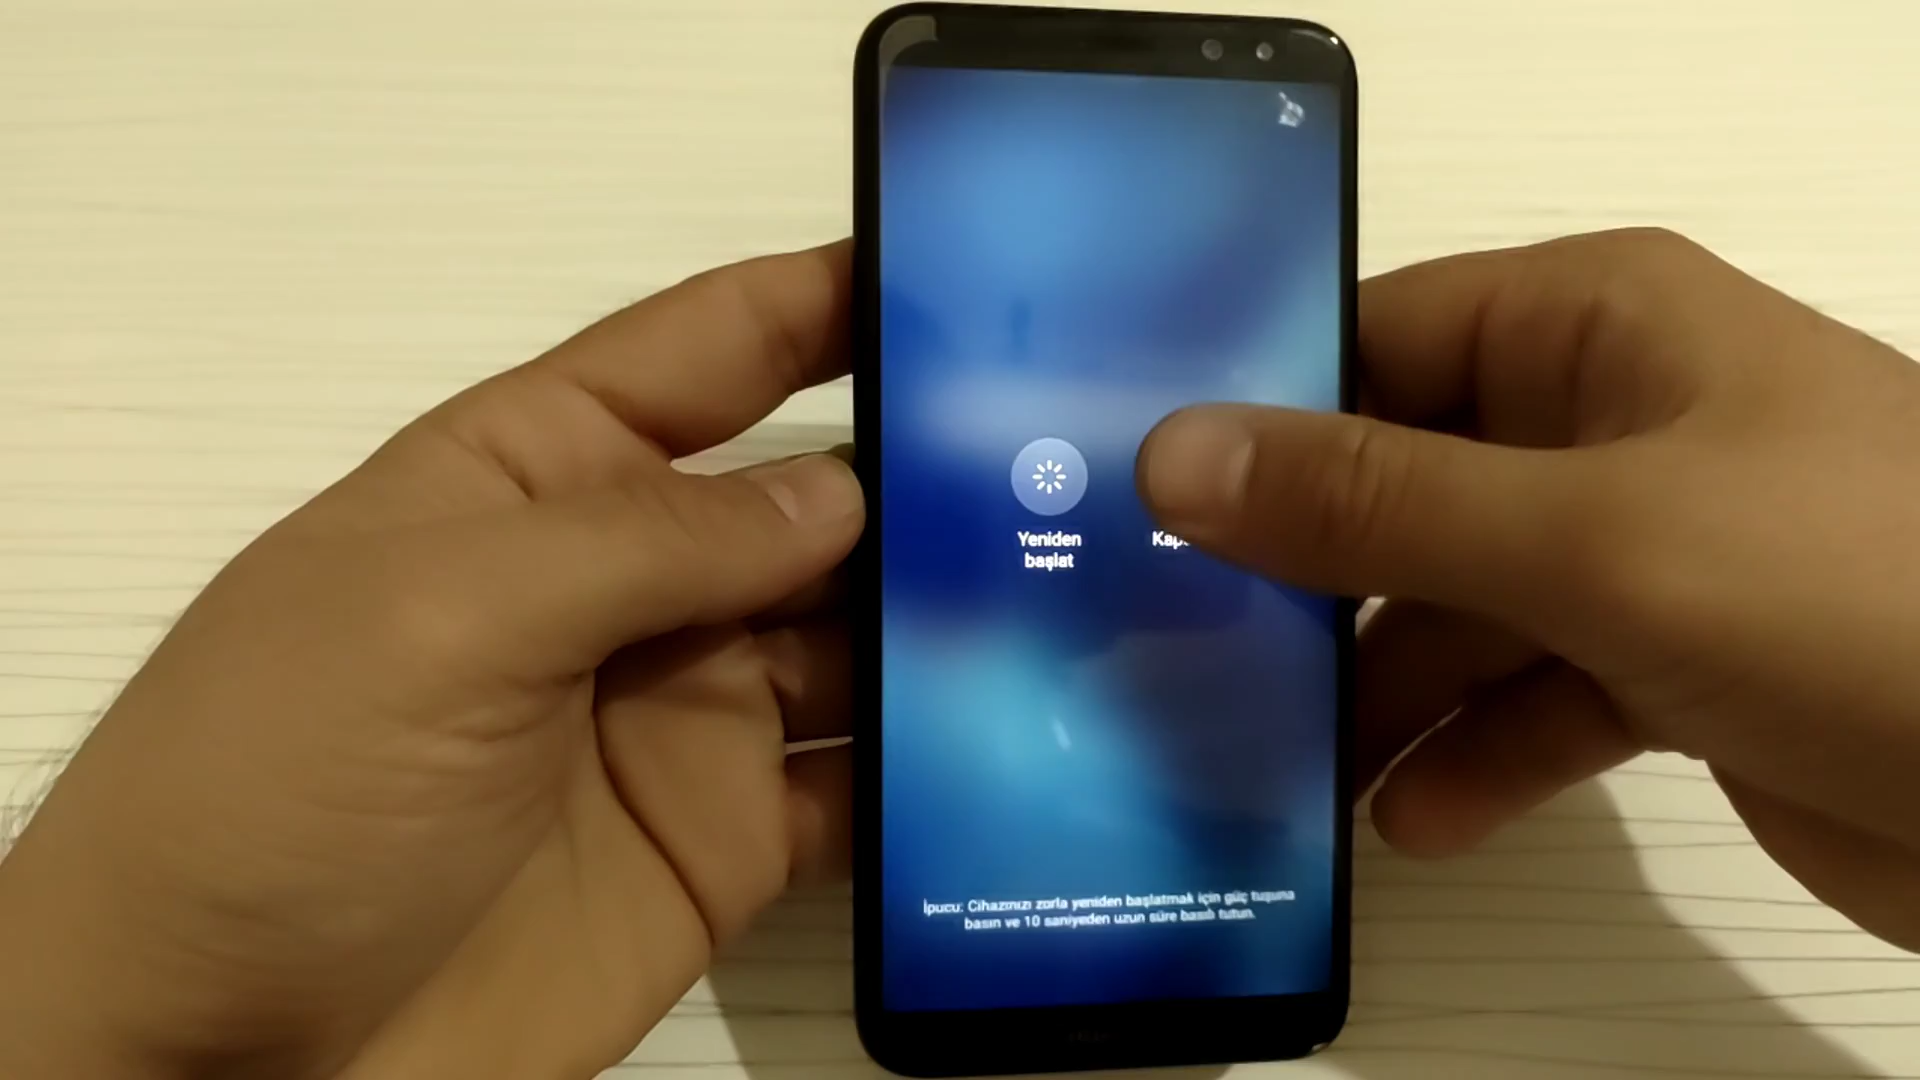 Yeniden
başlat
İpucu: Cihazınızı zorla yeniden başlatmak için güç tuşuna
basın ve 10 saniyeden uzun süre basılı tutun.